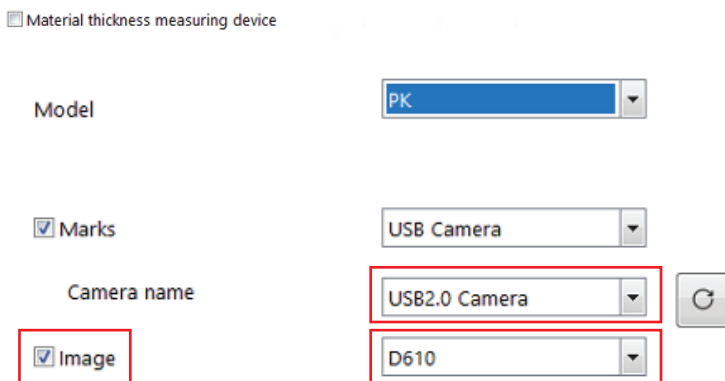 Material thickness measuring device
Model PK
Marks USB Camera
Camera name USB2.0 Camera
Image D610